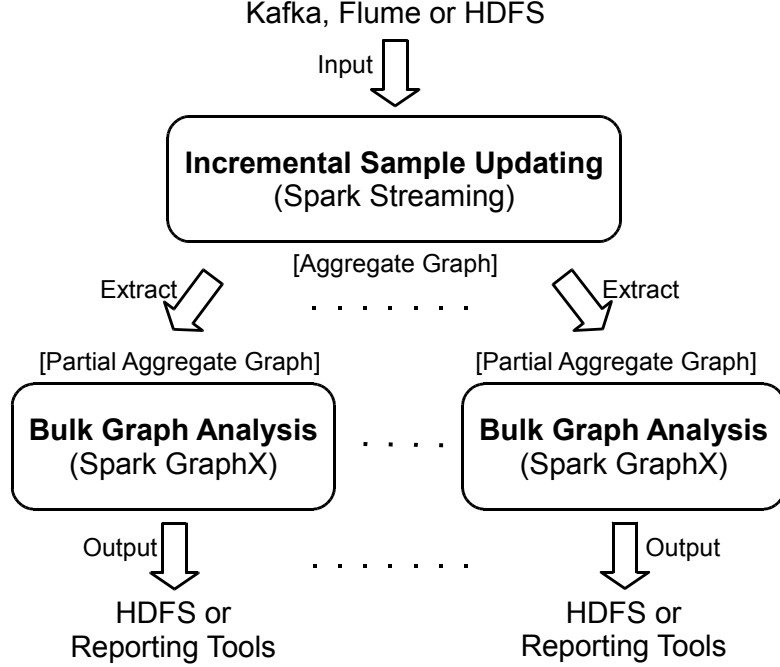 Kafka, Flume or HDFS
Input
Incremental Sample Updating
(Spark Streaming)
[Aggregate Graph]
Extract
. . . . . . .
Extract
[Partial Aggregate Graph]
[Partial Aggregate Graph]
Bulk Graph Analysis
(Spark GraphX)
. . . .
Bulk Graph Analysis
(Spark GraphX)
Output
. . . . . . .
Output
HDFS or
Reporting Tools
HDFS or
Reporting Tools